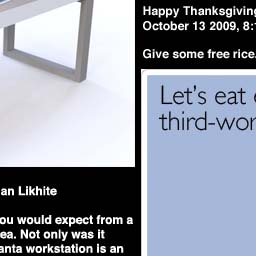 an Likhite
ou would expect from a
ea. Not only was it
anta workstation is an
Happy Thanksgiving
October 13 2009, 8:
Give some free rice.
Let's eat
third-wor